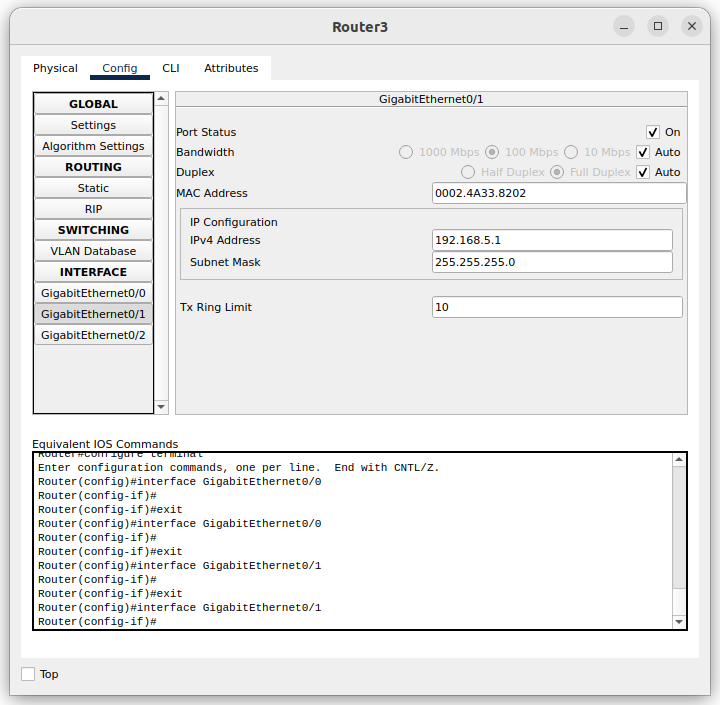 Router3
Physical Config CLI Attributes
GLOBAL
Settings
Algorithm Settings
ROUTING
Static
RIP
SWITCHING
VLAN Database
INTERFACE
GigabitEthernet0/0
GigabitEthernet0/1
GigabitEthernet0/2
GigabitEthernet0/1
Port Status On
Bandwidth 1000 Mbps 100 Mbps 10 Mbps Auto
Duplex Half Duplex Full Duplex Auto
MAC Address 0002.4A33.8202
IP Configuration
IPv4 Address 192.168.5.1
Subnet Mask 255.255.255.0
Tx Ring Limit 10
Equivalent IOS Commands
Router#configure terminal
Enter configuration commands, one per line.  End with CNTL/Z.
Router(config)#interface GigabitEthernet0/0
Router(config-if)#
Router(config-if)#exit
Router(config)#interface GigabitEthernet0/0
Router(config-if)#
Router(config-if)#exit
Router(config)#interface GigabitEthernet0/1
Router(config-if)#
Router(config-if)#exit
Router(config)#interface GigabitEthernet0/1
Router(config-if)#
Top